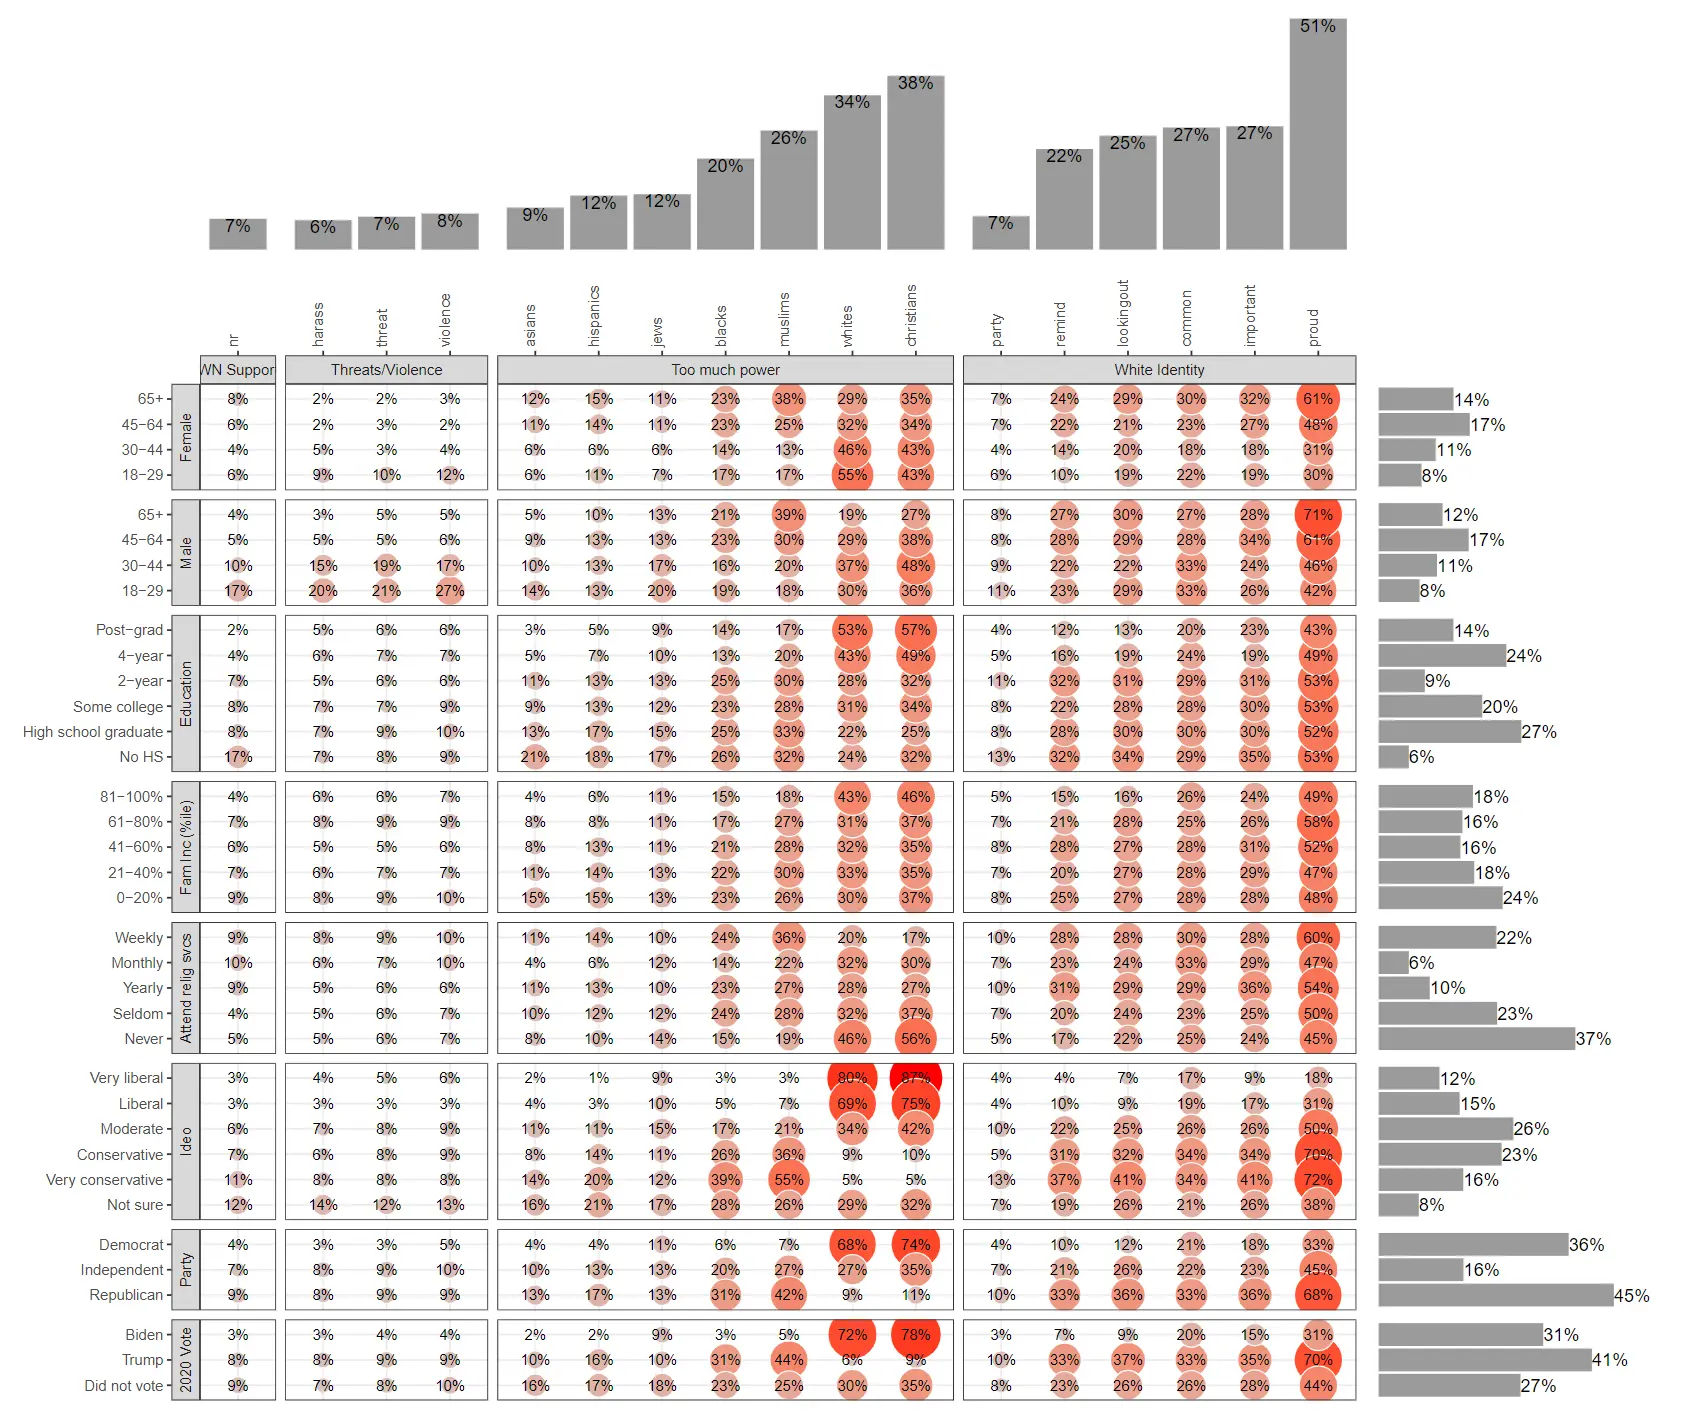 51%
38%
34%
26%
20%
9% 12% 12%
27% 27%
25%
22%
7%
7% 6% 7% 8%
nr harass threat violence asians hispanics jews blacks muslims whites christians party remind lookingout common important proud
WN Support Threats/Violence Too much power White Identity
Female
65+ 8% 2% 2% 3% 12% 15% 11% 23% 38% 29% 35% 7% 24% 29% 30% 32% 61% 14%
45−64 6% 2% 3% 2% 11% 14% 11% 23% 25% 32% 34% 7% 22% 21% 23% 27% 48% 17%
30−44 4% 5% 3% 4% 6% 6% 6% 14% 13% 46% 43% 4% 14% 20% 18% 18% 31% 11%
18−29 6% 9% 10% 12% 6% 11% 7% 17% 17% 55% 43% 6% 10% 19% 22% 19% 30% 8%
Male
65+ 4% 3% 5% 5% 5% 10% 13% 21% 39% 19% 27% 8% 27% 30% 27% 28% 71% 12%
45−64 5% 5% 5% 6% 9% 13% 13% 23% 30% 29% 38% 8% 28% 29% 28% 34% 61% 17%
30−44 10% 15% 19% 17% 10% 13% 17% 16% 20% 37% 48% 9% 22% 22% 33% 24% 46% 11%
18−29 17% 20% 21% 27% 14% 13% 20% 19% 18% 30% 36% 11% 23% 29% 33% 26% 42% 8%
Education
Post−grad 2% 5% 6% 6% 3% 5% 9% 14% 17% 53% 57% 4% 12% 13% 20% 23% 43% 14%
4−year 4% 6% 7% 7% 5% 7% 10% 13% 20% 43% 49% 5% 16% 19% 24% 19% 49% 24%
2−year 7% 5% 6% 6% 11% 13% 13% 25% 30% 28% 32% 11% 32% 31% 29% 31% 53% 9%
Some college 8% 7% 7% 9% 9% 13% 12% 23% 28% 31% 34% 8% 22% 28% 28% 30% 53% 20%
High school graduate 8% 7% 9% 10% 13% 17% 15% 25% 33% 22% 25% 8% 28% 30% 30% 30% 52% 27%
No HS 17% 7% 8% 9% 21% 18% 17% 26% 32% 24% 32% 13% 32% 34% 29% 35% 53% 6%
Fam Inc (%ile)
81−100% 4% 6% 6% 7% 4% 6% 11% 15% 18% 43% 46% 5% 15% 16% 26% 24% 49% 18%
61−80% 7% 8% 9% 9% 8% 8% 11% 17% 27% 31% 37% 7% 21% 28% 25% 26% 58% 16%
41−60% 6% 5% 5% 6% 8% 13% 11% 21% 28% 32% 35% 8% 28% 27% 28% 31% 52% 16%
21−40% 7% 6% 7% 7% 11% 14% 13% 22% 30% 33% 35% 7% 20% 27% 28% 29% 47% 18%
0−20% 9% 8% 9% 10% 15% 15% 13% 23% 26% 30% 37% 8% 25% 27% 28% 28% 48% 24%
Attend relig svcs
Weekly 9% 8% 9% 10% 11% 14% 10% 24% 36% 20% 17% 10% 28% 28% 30% 28% 60% 22%
Monthly 10% 6% 7% 10% 4% 6% 12% 14% 22% 32% 30% 7% 23% 24% 33% 29% 47% 6%
Yearly 9% 5% 6% 6% 11% 13% 10% 23% 27% 28% 27% 10% 31% 29% 29% 36% 54% 10%
Seldom 4% 5% 6% 7% 10% 12% 12% 24% 28% 32% 37% 7% 20% 24% 23% 25% 50% 23%
Never 5% 5% 6% 7% 8% 10% 14% 15% 19% 46% 56% 5% 17% 22% 25% 24% 45% 37%
Ideo
Very liberal 3% 4% 5% 6% 2% 1% 9% 3% 3% 80% 87% 4% 4% 7% 17% 9% 18% 12%
Liberal 3% 3% 3% 3% 4% 3% 10% 5% 7% 69% 75% 4% 10% 9% 19% 17% 31% 15%
Moderate 6% 7% 8% 9% 11% 11% 15% 17% 21% 34% 42% 10% 22% 25% 26% 26% 50% 26%
Conservative 7% 6% 8% 9% 8% 14% 11% 26% 36% 9% 10% 5% 31% 32% 34% 34% 70% 23%
Very conservative 11% 8% 8% 8% 14% 20% 12% 39% 55% 5% 5% 13% 37% 41% 34% 41% 72% 16%
Not sure 12% 14% 12% 13% 16% 21% 17% 28% 26% 29% 32% 7% 19% 26% 21% 26% 38% 8%
Party
Democrat 4% 3% 3% 5% 4% 4% 11% 6% 7% 68% 74% 4% 10% 12% 21% 18% 33% 36%
Independent 7% 8% 9% 10% 10% 13% 13% 20% 27% 27% 35% 7% 21% 26% 22% 23% 45% 16%
Republican 9% 8% 9% 9% 13% 17% 13% 31% 42% 9% 11% 10% 33% 36% 33% 36% 68% 45%
2020 Vote
Biden 3% 3% 4% 4% 2% 2% 9% 3% 5% 72% 78% 3% 7% 9% 20% 15% 31% 31%
Trump 8% 8% 9% 9% 10% 16% 10% 31% 44% 6% 9% 10% 33% 37% 33% 35% 70% 41%
Did not vote 9% 7% 8% 10% 16% 17% 18% 23% 25% 30% 35% 8% 23% 26% 26% 28% 44% 27%